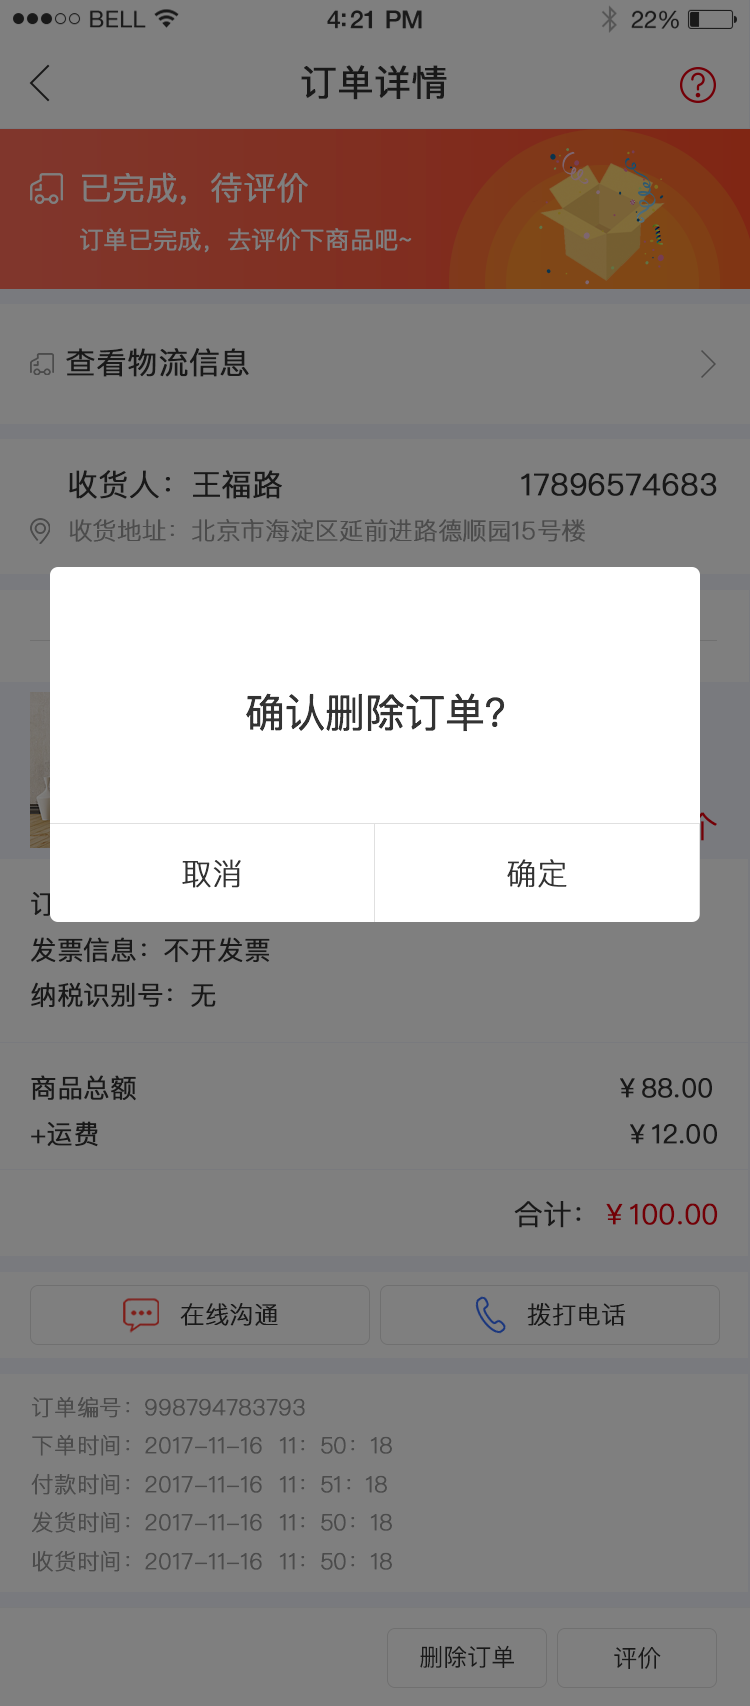 BELL 4:21 PM 22%
订单详情
已完成，待评价
订单已完成，去评价下商品吧~
查看物流信息
收货人：王福路 17896574683
收货地址：北京市海淀区延前进路德顺园15号楼
确认删除订单?
个
取消 确定
订
发票信息：不开发票
纳税识别号：无
商品总额 ¥88.00
+运费 ¥12.00
合计：¥100.00
在线沟通 拨打电话
订单编号：998794783793
下单时间：2017-11-16 11：50：18
付款时间：2017-11-16 11：51：18
发货时间：2017-11-16 11：50：18
收货时间：2017-11-16 11：50：18
删除订单 评价